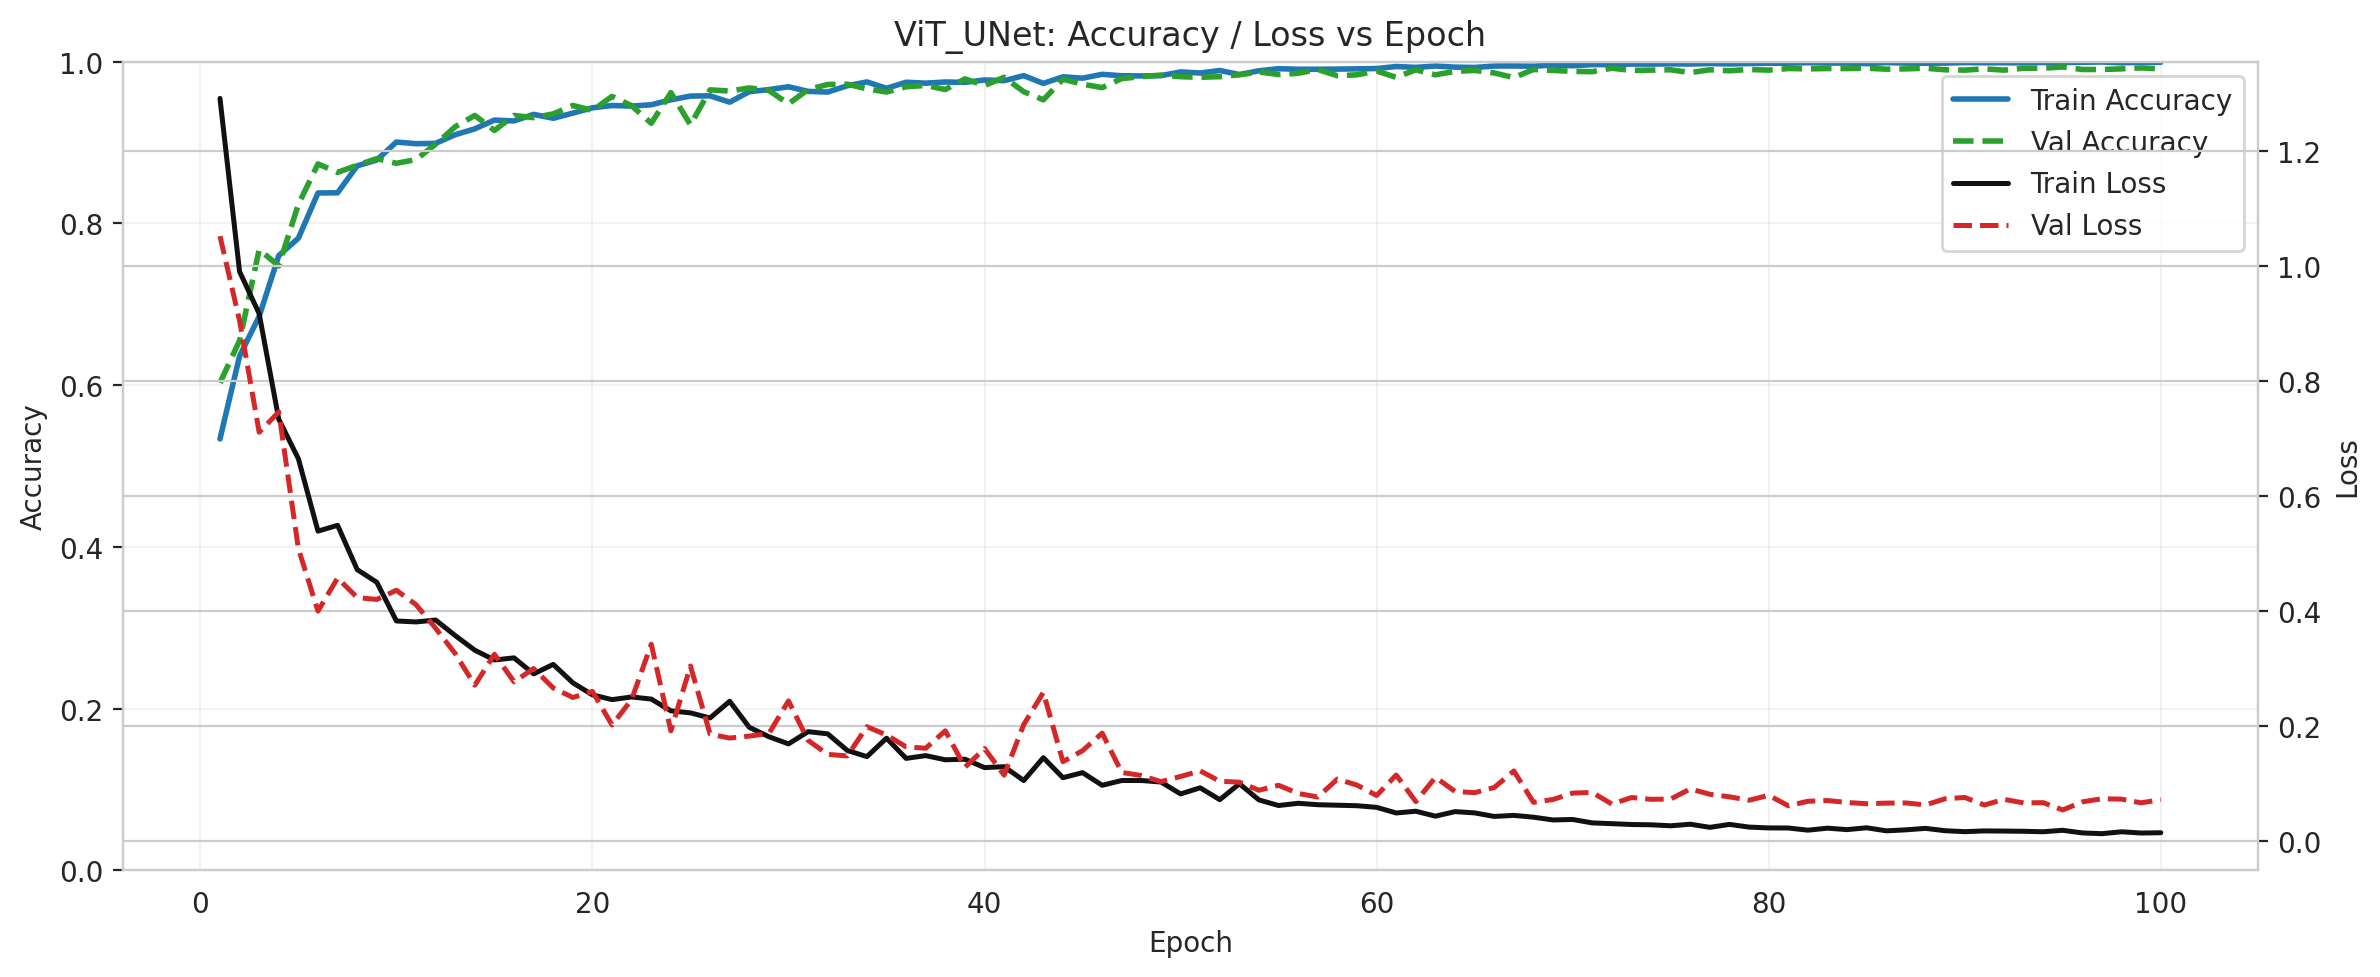 ViT_UNet: Accuracy / Loss vs Epoch
1.0
0.8
0.6
0.4
0.2
0.0
Accuracy
Train Accuracy
Val Accuracy
Train Loss
Val Loss
1.2
1.0
0.8
0.6
0.4
0.2
0.0
Loss
0 20 40 60 80 100
Epoch